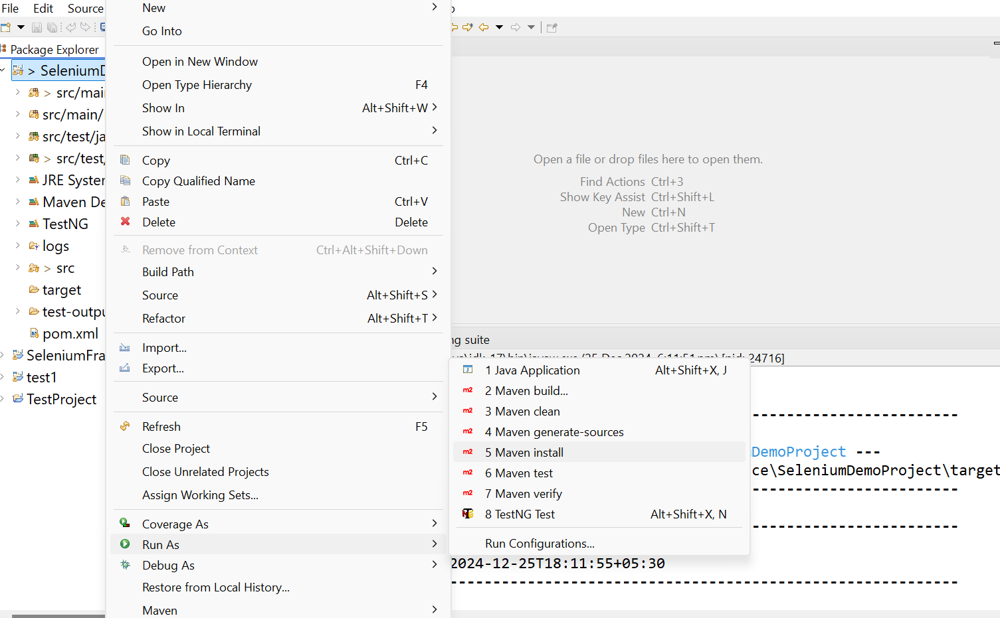 File Edit Source
Package Explorer
> SeleniumD
> src/mai
src/main/
src/test/ja
> src/test,
JRE System
Maven De
TestNG
logs
> src
target
test-outpu
pom.xml
SeleniumFra
test1
TestProject
New
Go Into
Open in New Window
Open Type Hierarchy F4
Show In Alt+Shift+W
Show in Local Terminal
Copy Ctrl+C
Copy Qualified Name
Paste Ctrl+V
Delete Delete
Remove from Context Ctrl+Alt+Shift+Down
Build Path
Source Alt+Shift+S
Refactor Alt+Shift+T
Import...
Export...
Source
Refresh F5
Close Project
Close Unrelated Projects
Assign Working Sets...
Coverage As
Run As
Debug As
Restore from Local History...
Maven
Open a file or drop files here to open them.
Find Actions Ctrl+3
Show Key Assist Ctrl+Shift+L
New Ctrl+N
Open Type Ctrl+Shift+T
ng suite
24716]
1 Java Application Alt+Shift+X, J
2 Maven build...
3 Maven clean
4 Maven generate-sources
5 Maven install
6 Maven test
7 Maven verify
8 TestNG Test Alt+Shift+X, N
Run Configurations...
------------------------
DemoProject ---
ce\SeleniumDemoProject\target
------------------------
------------------------
2024-12-25T18:11:55+05:30
------------------------------------------------------------